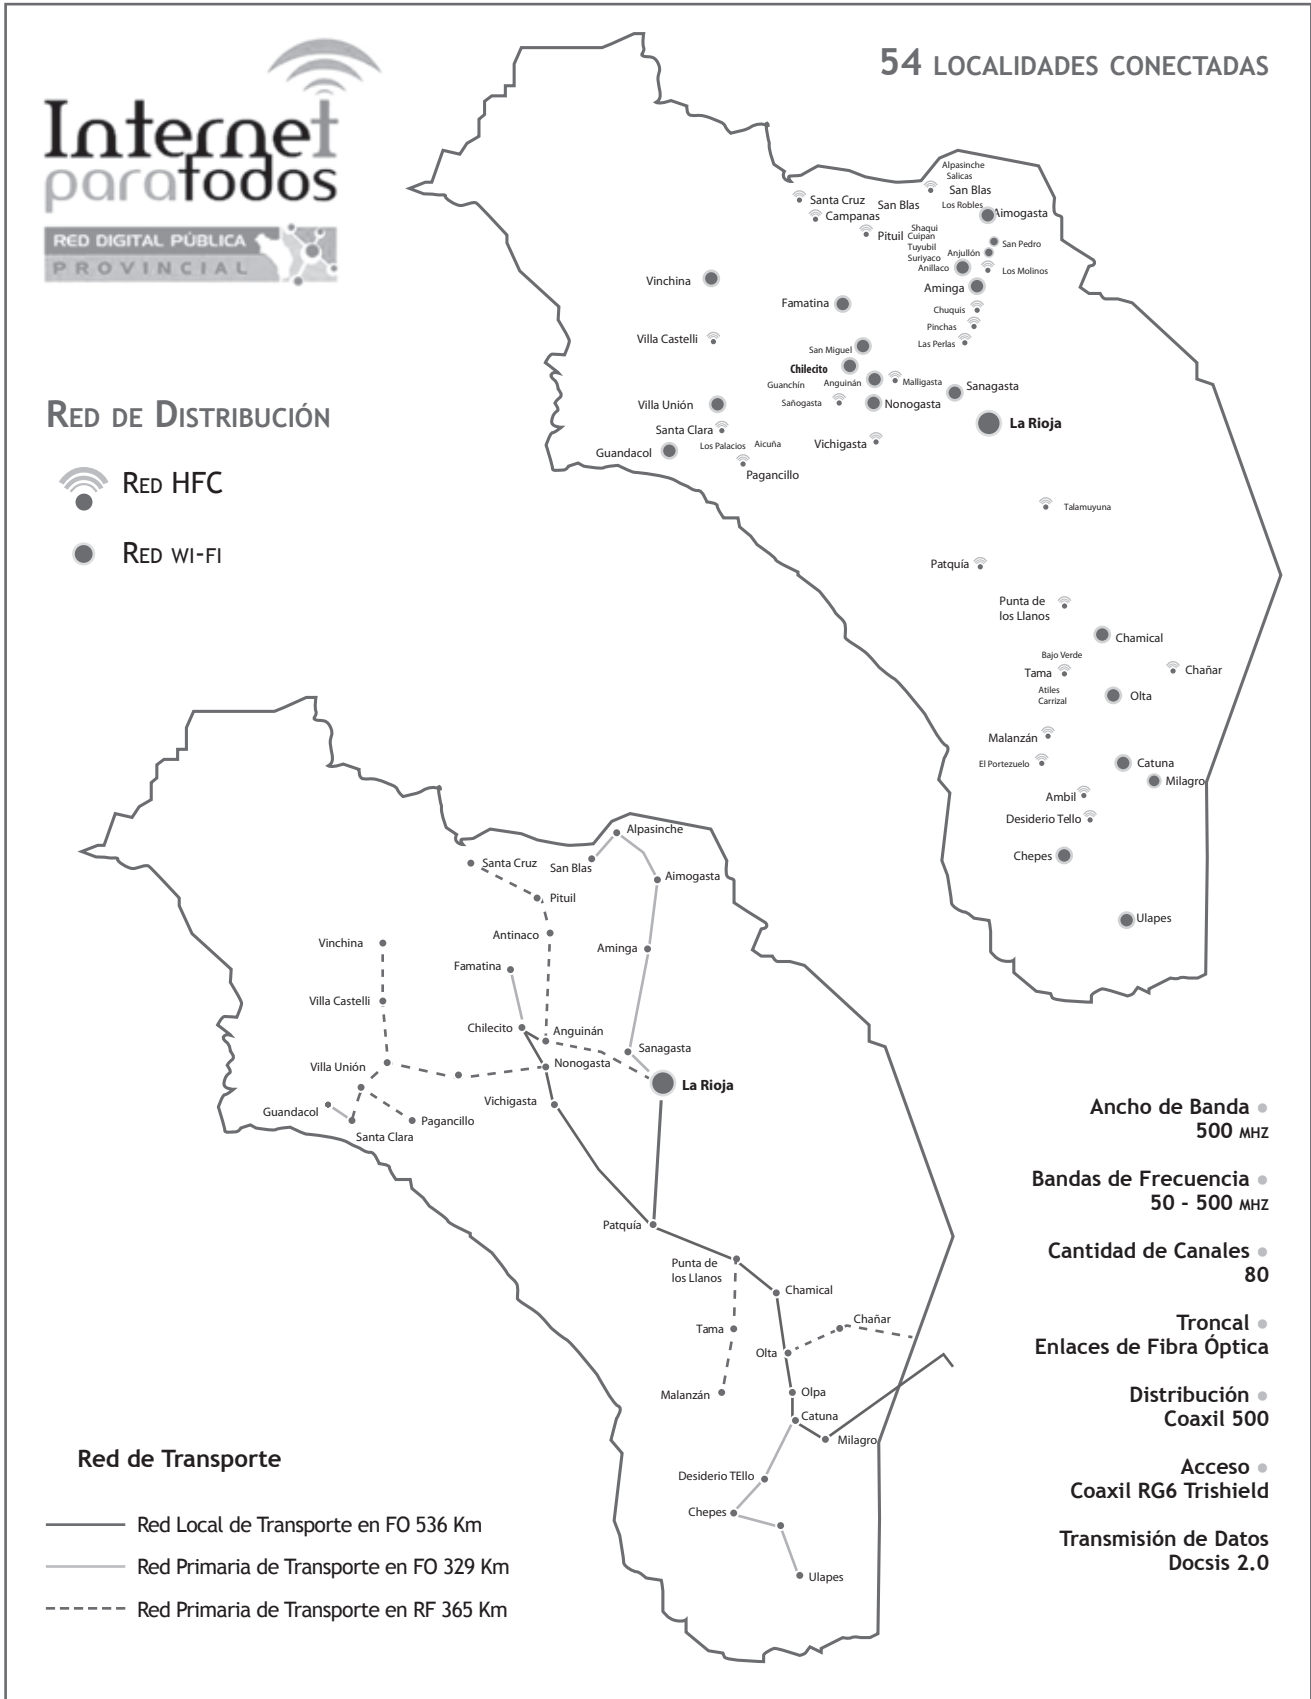 Internet
paratodos
RED DIGITAL PÚBLICA
PROVINCIAL
54 LOCALIDADES CONECTADAS
RED DE DISTRIBUCIÓN
RED HFC
RED WI-FI
Alpasinche
Salicas
San Blas
Santa Cruz
San Blas
Los Robles
Aimogasta
Campanas
Shaqui
Pituil
Cuipan
Tuyubil
Suriyaco
San Pedro
Anjullón
Anillaco
Los Molinos
Vinchina
Aminga
Famatina
Chuquis
Pinchas
Villa Castelli
Las Perlas
San Miguel
Chilecito
Guanchín
Anguinán
Malligasta
Sanagasta
Villa Unión
Sañogasta
Nonogasta
Santa Clara
La Rioja
Los Palacios
Aicuña
Vichigasta
Guandacol
Pagancillo
Talamuyuna
Patquía
Punta de
los Llanos
Chamical
Bajo Verde
Tama
Chañar
Atiles
Carrizal
Olta
Malanzán
El Portezuelo
Catuna
Milagro
Ambil
Desiderio Tello
Chepes
Ulapes
Alpasinche
Santa Cruz
San Blas
Aimogasta
Pituil
Antinaco
Vinchina
Aminga
Famatina
Villa Castelli
Chilecito
Anguinán
Sanagasta
Villa Unión
Nonogasta
La Rioja
Vichigasta
Guandacol
Pagancillo
Santa Clara
Patquía
Punta de
los Llanos
Chamical
Tama
Chañar
Olta
Malanzán
Olpa
Catuna
Milagro
Desiderio TEllo
Chepes
Ulapes
Ancho de Banda
500 MHZ
Bandas de Frecuencia
50 - 500 MHZ
Cantidad de Canales
80
Troncal
Enlaces de Fibra Óptica
Distribución
Coaxil 500
Acceso
Coaxil RG6 Trishield
Transmisión de Datos
Docsis 2.0
Red de Transporte
Red Local de Transporte en FO 536 Km
Red Primaria de Transporte en FO 329 Km
Red Primaria de Transporte en RF 365 Km